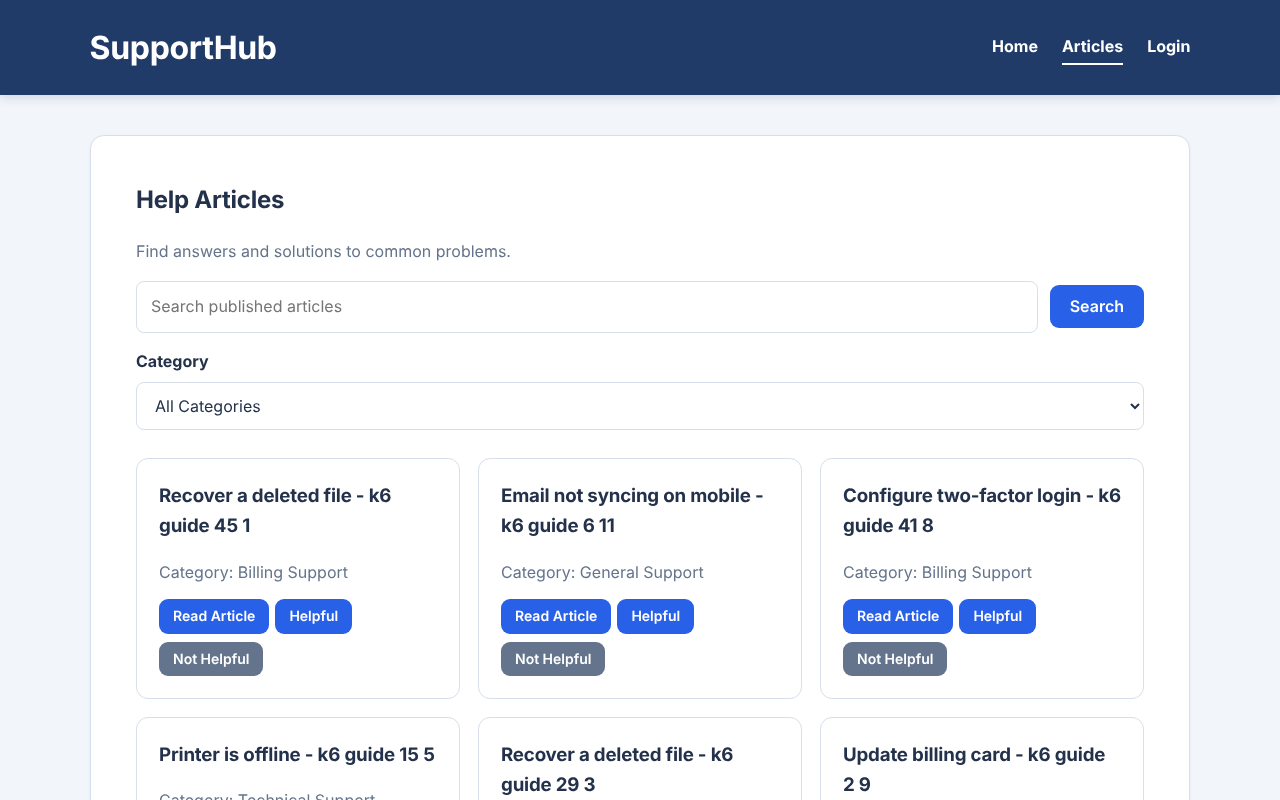 SupportHub
Home Articles Login
Help Articles
Find answers and solutions to common problems.
Search published articles
Search
Category
All Categories
Recover a deleted file - k6
guide 45 1
Category: Billing Support
Read Article Helpful
Not Helpful
Email not syncing on mobile -
k6 guide 6 11
Category: General Support
Read Article Helpful
Not Helpful
Configure two-factor login - k6
guide 41 8
Category: Billing Support
Read Article Helpful
Not Helpful
Printer is offline - k6 guide 15 5
Category: Technical Support
Recover a deleted file - k6
guide 29 3
Update billing card - k6 guide
2 9